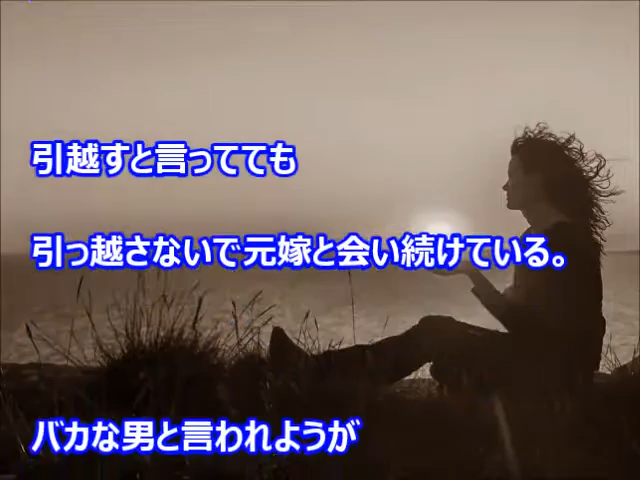 引越すと言ってても
引っ越さないで元嫁と会い続けている。
バカな男と言われようが